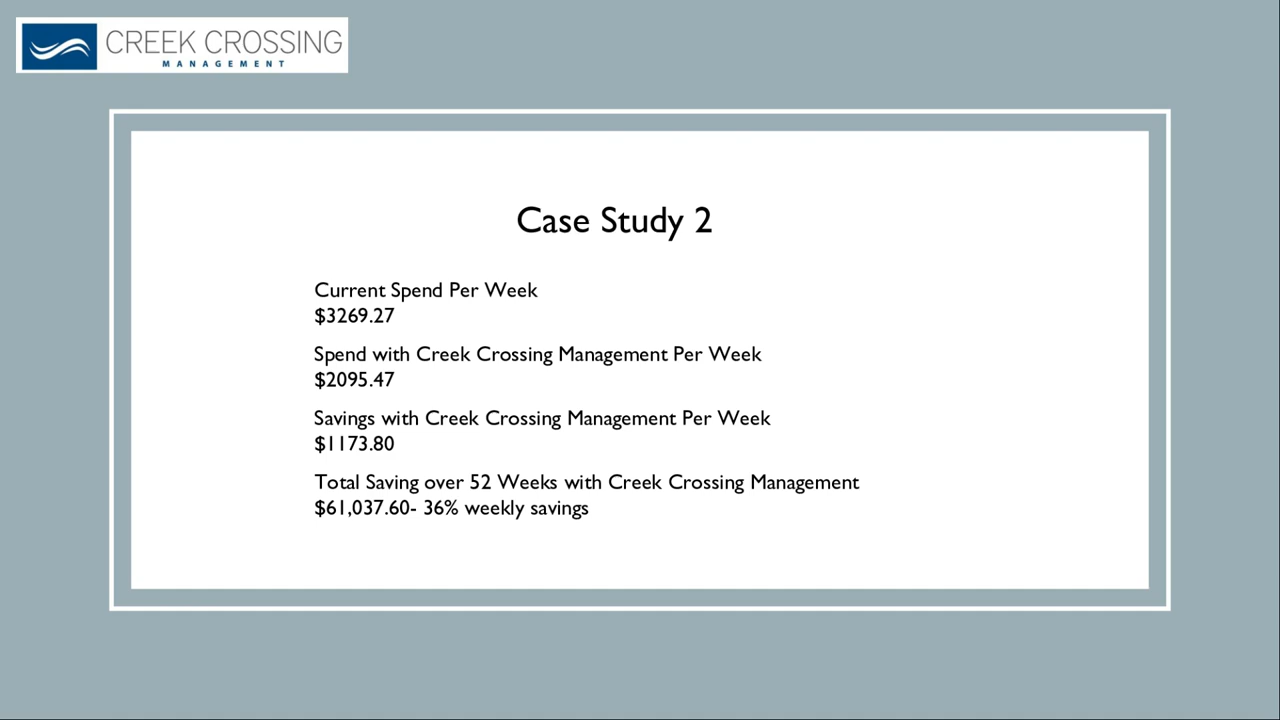 CREEK CROSSING
MANAGEMENT
Case Study 2
Current Spend Per Week
$3269.27
Spend with Creek Crossing Management Per Week
$2095.47
Savings with Creek Crossing Management Per Week
$1173.80
Total Saving over 52 Weeks with Creek Crossing Management
$61,037.60- 36% weekly savings